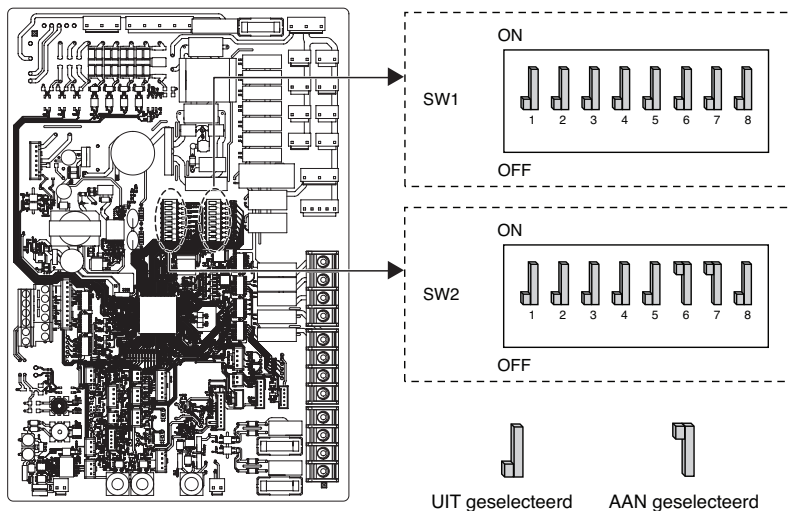 ON
SW1
1 2 3 4 5 6 7 8
OFF
ON
SW2
1 2 3 4 5 6 7 8
OFF
UIT geselecteerd
AAN geselecteerd